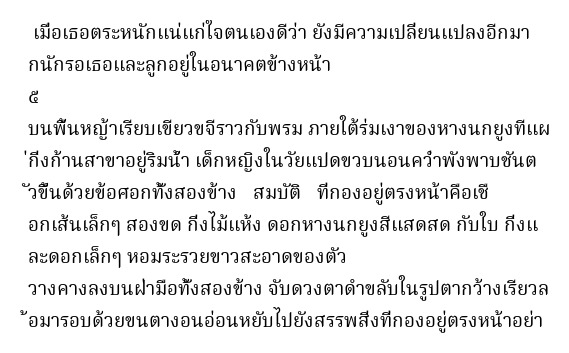 เมื่อเธอตระหนักแน่แก่ใจตนเองดีว่า ยังมีความเปลี่ยนแปลงอีกมา
กนักรอเธอและลูกอยู่ในอนาคตข้างหน้า
๕
บนพื้นหญ้าเรียบเขียวขจีราวกับพรม ภายใต้ร่มเงาของหางนกยูงที่แผ
่กิ่งก้านสาขาอยู่ริมน้ำ เด็กหญิงในวัยแปดขวบนอนคว่ำพังพาบชันต
ัวขึ้นด้วยข้อศอกทั้งสองข้าง สมบัติ ที่กองอยู่ตรงหน้าคือเชื
อกเส้นเล็กๆ สองขด กิ่งไม้แห้ง ดอกหางนกยูงสีแสดสด กับใบ กิ่งแ
ละดอกเล็กๆ หอมระรวยขาวสะอาดของตัว
วางคางลงบนฝ่ามือทั้งสองข้าง จับดวงตาดำขลับในรูปตากว้างเรียวล
้อมารอบด้วยขนตางอนอ่อนหยับไปยังสรรพสิ่งที่กองอยู่ตรงหน้าอย่า